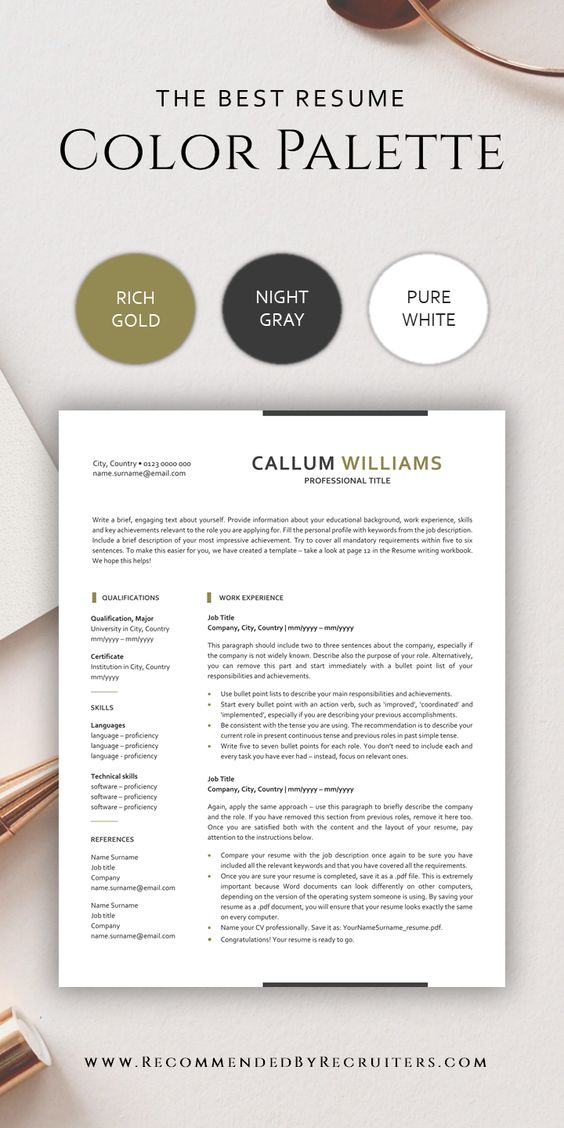 THE BEST RESUME
COLOR PALETTE
RICH
GOLD
NIGHT
GRAY
PURE
WHITE
City, Country • 0123 0000 000
name.surname@email.com
CALLUM WILLIAMS
PROFESSIONAL TITLE
Write a brief, engaging text about yourself. Provide information about your educational background, work experience, skills
and key achievements relevant to the role you are applying for. Fill the personal profile with keywords from the job description.
Include a brief description of your most impressive achievement. Try to cover all mandatory requirements within five to six
sentences. To make this easier for you, we have created a template – take a look at page 12 in the Resume writing workbook.
We hope this helps!
QUALIFICATIONS
Qualification, Major
University in City, Country
mm/yyyy – mm/yyyy
Certificate
Institution in City, Country
mm/yyyy
SKILLS
Languages
language – proficiency
language - proficiency
language - proficiency
Technical skills
software – proficiency
software – proficiency
software – proficiency
REFERENCES
Name Surname
Job title
Company
name.surname@email.com
Name Surname
Job title
Company
name.surname@email.com
WORK EXPERIENCE
Job Title
Company, City, Country | mm/yyyy – mm/yyyy
This paragraph should include two to three sentences about the company, especially if
the company is not widely known. Describe also the purpose of your role. Alternatively,
you can remove this part and start immediately with a bullet point list of your
responsibilities and achievements.
• Use bullet point lists to describe your main responsibilities and achievements.
• Start every bullet point with an action verb, such as 'improved', 'coordinated' and
'implemented', especially if you are describing your previous accomplishments.
• Be consistent with the tense you are using. The recommendation is to describe your
current role in present continuous tense and previous roles in past simple tense.
• Write five to seven bullet points for each role. You don't need to include each and
every task you have ever had – instead, focus on relevant ones.
Job Title
Company, City, Country | mm/yyyy – mm/yyyy
Again, apply the same approach – use this paragraph to briefly describe the company
and the role. If you have removed this section from previous roles, remove it here too.
Once you are satisfied both with the content and the layout of your resume, pay
attention to the instructions below.
• Compare your resume with the job description once again to be sure you have
included all the relevant keywords and that you have covered all the requirements.
• Once you are sure your resume is completed, save it as a .pdf file. This is extremely
important because Word documents can look differently on other computers,
depending on the version of the operating system someone is using. By saving your
resume as a .pdf document, you will ensure that your resume looks exactly the same
on every computer.
• Name your CV professionally. Save it as: YourNameSurname_resume.pdf.
• Congratulations! Your resume is ready to go.
WWW.RECOMMENDEDBYRECRUITERS.COM